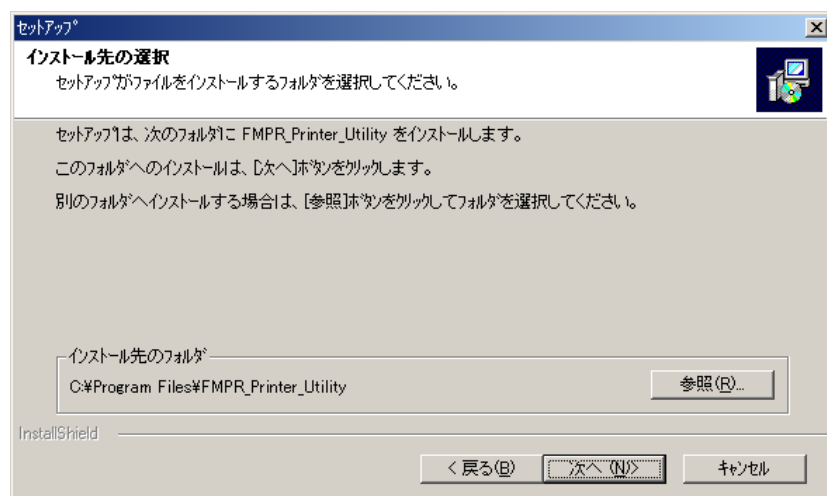 セットアップ
インストール先の選択
セットアップがファイルをインストールするフォルダを選択してください。
セットアップは、次のフォルダに FMPR_Printer_Utility をインストールします。
このフォルダへのインストールは、[次へ]ボタンをクリックします。
別のフォルダへインストールする場合は、[参照]ボタンをクリックしてフォルダを選択してください。
インストール先のフォルダ
C:¥Program Files¥FMPR_Printer_Utility
参照(R)...
InstallShield
< 戻る(B) 次へ (N)> キャンセル